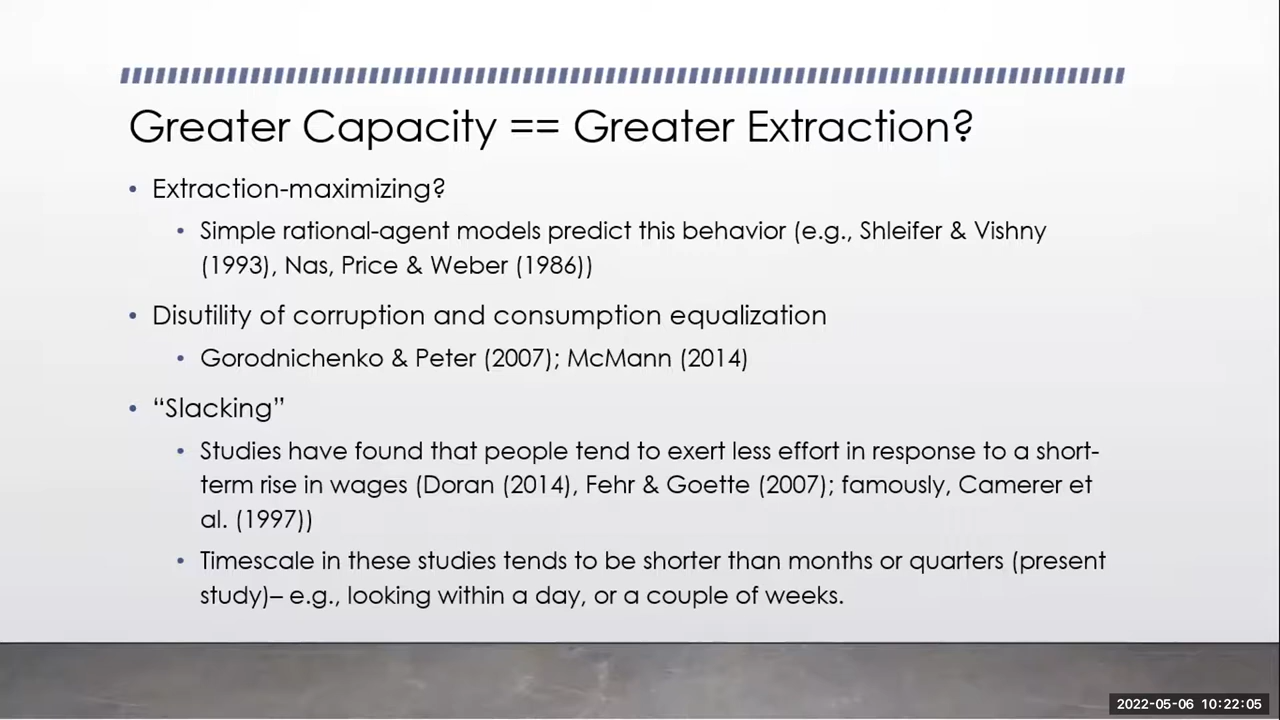 Greater Capacity == Greater Extraction?
• Extraction-maximizing?
• Simple rational-agent models predict this behavior (e.g., Shleifer & Vishny
(1993), Nas, Price & Weber (1986))
• Disutility of corruption and consumption equalization
• Gorodnichenko & Peter (2007); McMann (2014)
• “Slacking”
• Studies have found that people tend to exert less effort in response to a short-
term rise in wages (Doran (2014), Fehr & Goette (2007); famously, Camerer et
al. (1997))
• Timescale in these studies tends to be shorter than months or quarters (present
study)– e.g., looking within a day, or a couple of weeks.
2022-05-06 10:22:05